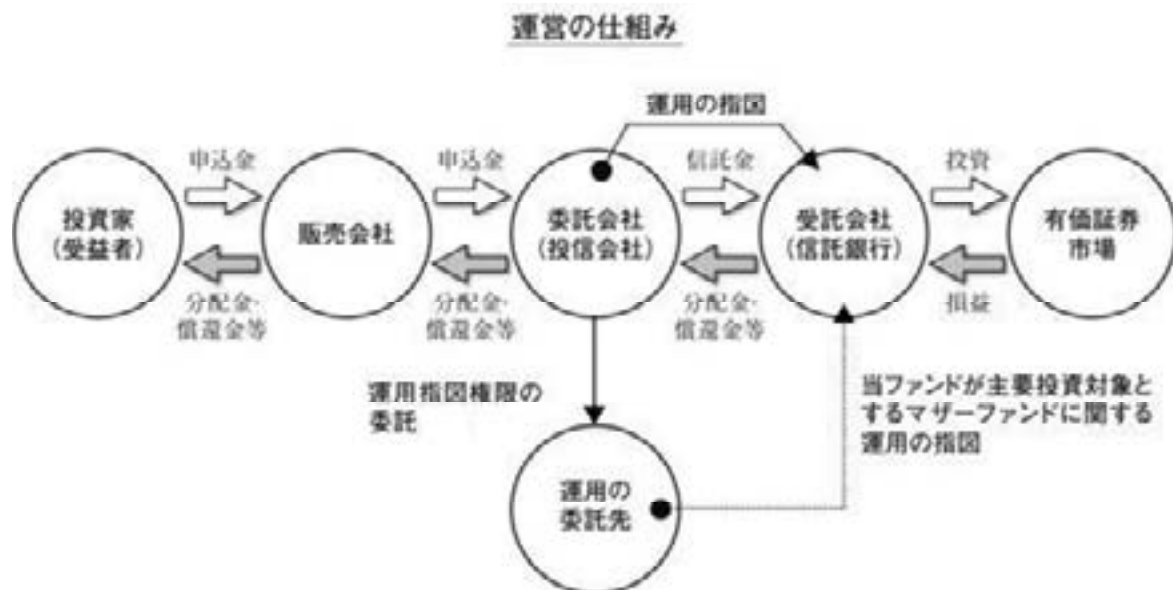 運営の仕組み
運用の指図
申込金
申込金
信託金
投資
投資家
(受益者)
販売会社
委託会社
(投信会社)
受託会社
(信託銀行)
有価証券
市場
分配金・
償還金等
分配金・
償還金等
分配金・
償還金等
損益
運用指図権限の
委託
当ファンドが主要投資対象と
するマザーファンドに関する
運用の指図
運用の
委託先